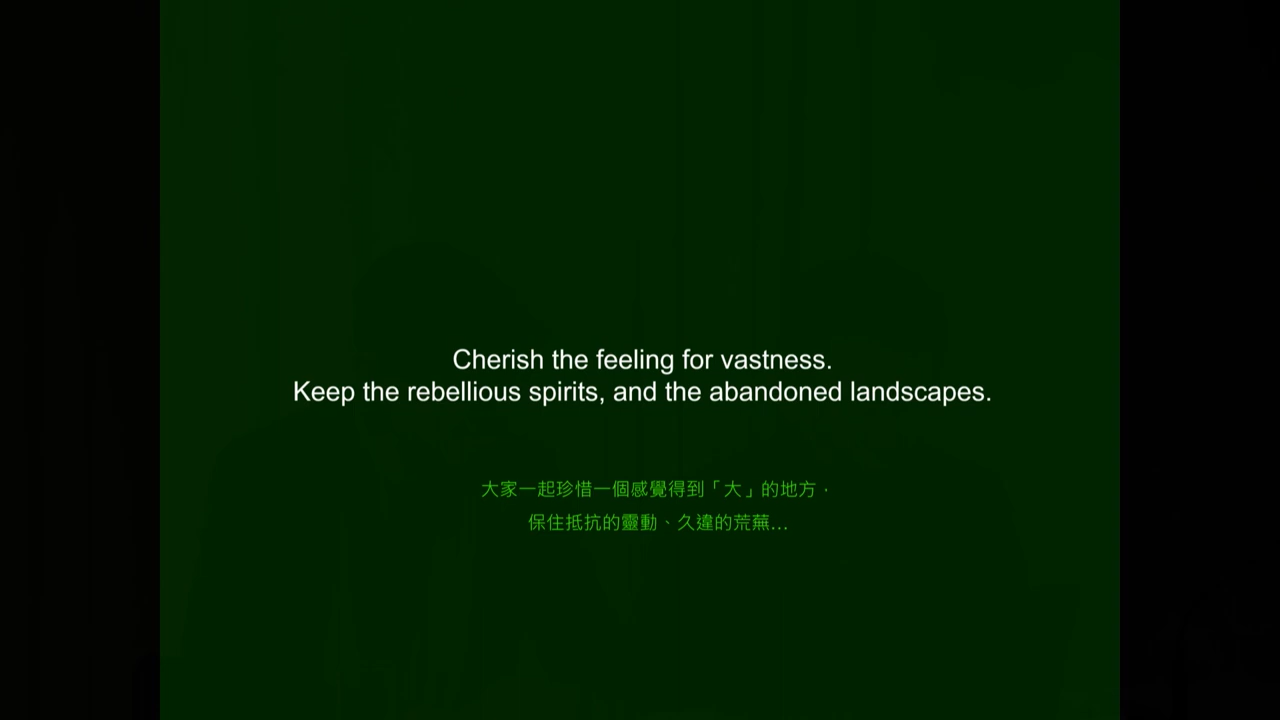 Cherish the feeling for vastness.
Keep the rebellious spirits, and the abandoned landscapes.
大家一起珍惜一個感覺得到「大」的地方，
保住抵抗的靈動、久違的荒蕪...